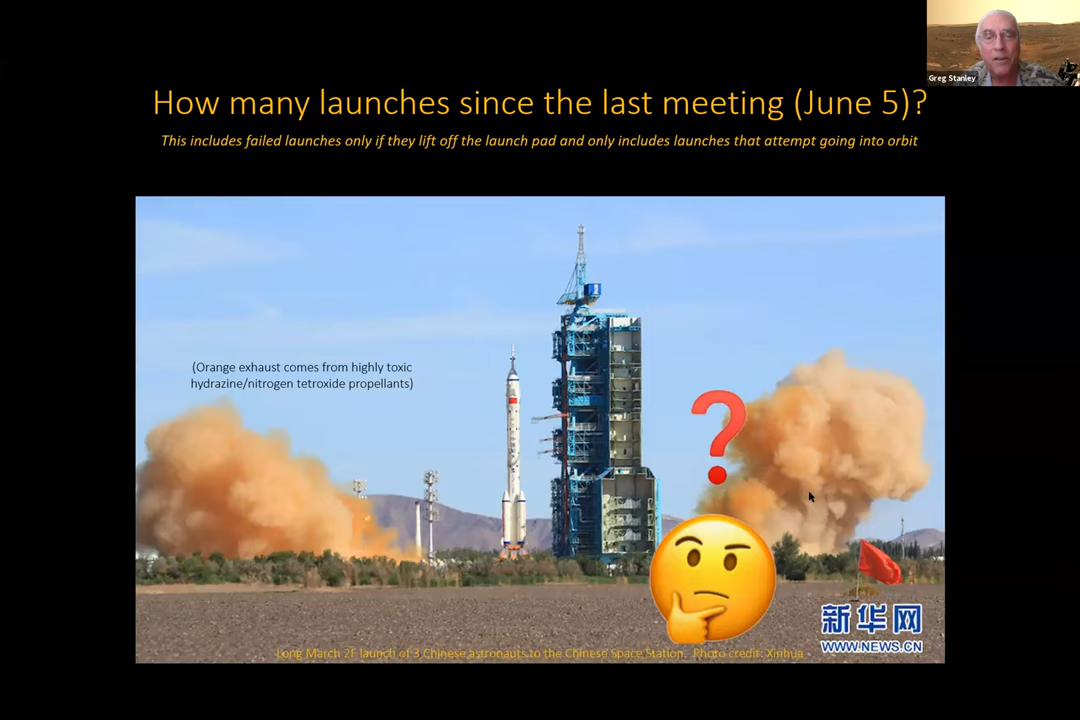 Greg Stanley
How many launches since the last meeting (June 5)?
This includes failed launches only if they lift off the launch pad and only includes launches that attempt going into orbit
(Orange exhaust comes from highly toxic
hydrazine/nitrogen tetroxide propellants)
新华网
WWW.NEWS.CN
Long March 2F launch of 3 Chinese astronauts to the Chinese Space Station. Photo credit: Xinhua